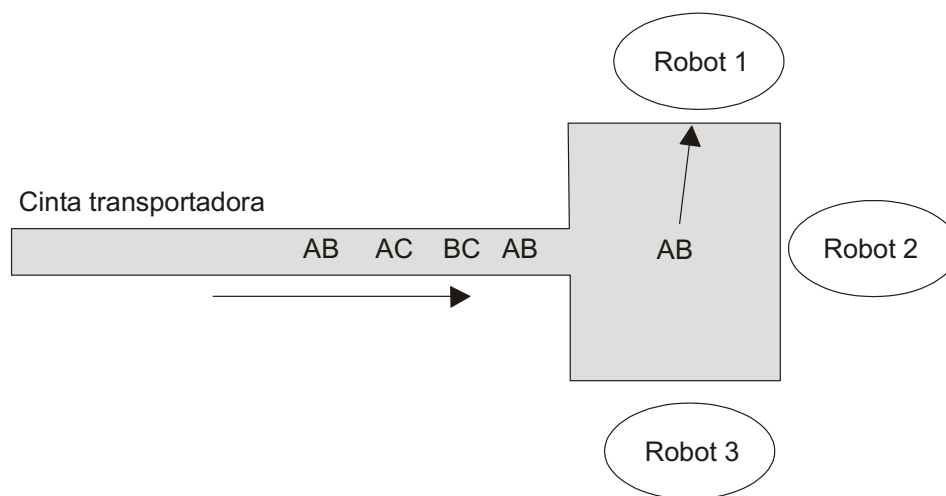 Robot 1
Cinta transportadora
AB AC BC AB
AB
Robot 2
Robot 3